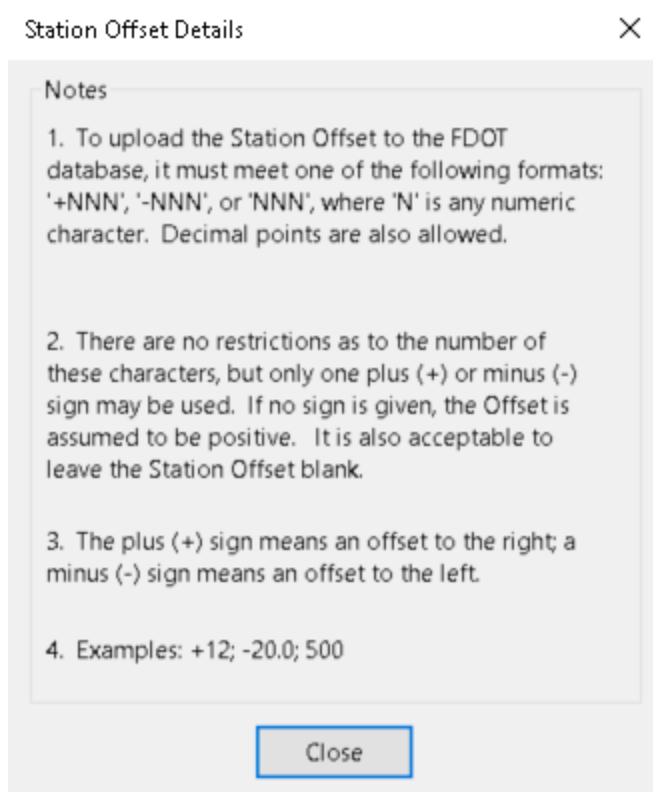 Station Offset Details
Notes
1. To upload the Station Offset to the FDOT
database, it must meet one of the following formats:
'+NNN', '-NNN', or 'NNN', where 'N' is any numeric
character. Decimal points are also allowed.
2. There are no restrictions as to the number of
these characters, but only one plus (+) or minus (-)
sign may be used. If no sign is given, the Offset is
assumed to be positive. It is also acceptable to
leave the Station Offset blank.
3. The plus (+) sign means an offset to the right; a
minus (-) sign means an offset to the left.
4. Examples: +12; -20.0; 500
Close